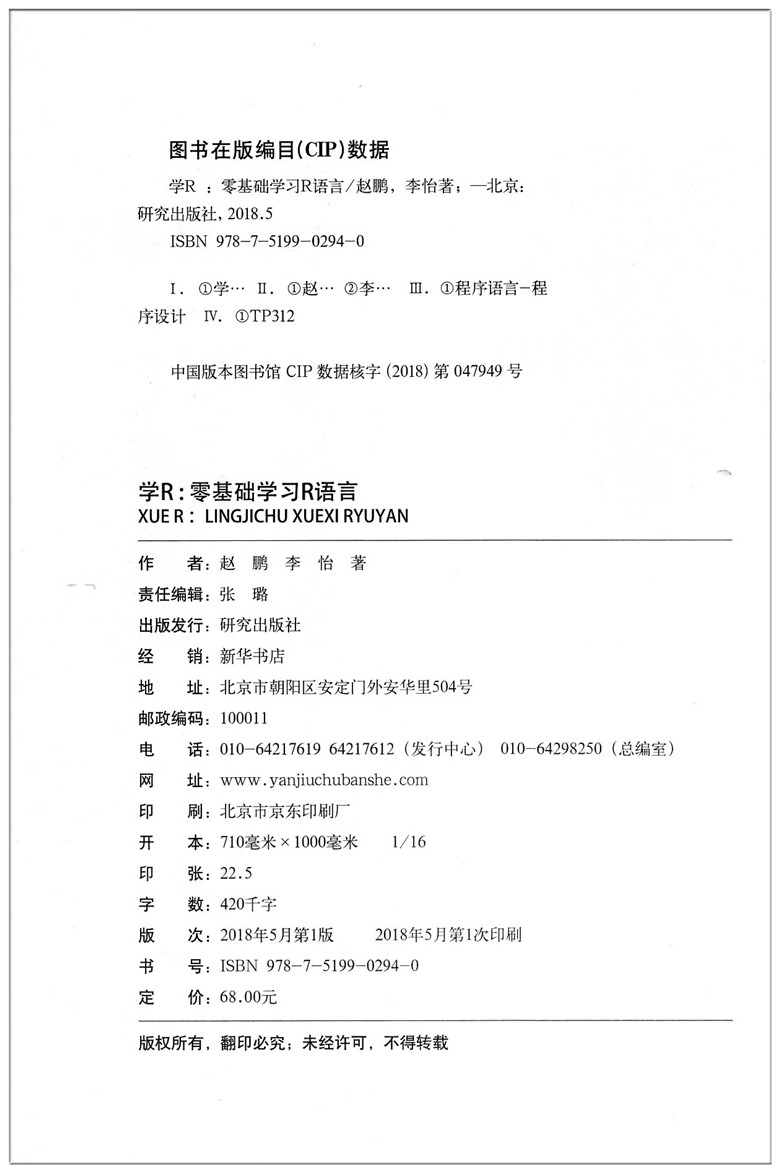 图书在版编目(CIP)数据
学R ：零基础学习R语言/赵鹏，李怡著；—北京：
研究出版社，2018.5
ISBN 978-7-5199-0294-0
Ⅰ. ①学… Ⅱ. ①赵… ②李… Ⅲ. ①程序语言-程
序设计 Ⅳ. ①TP312
中国版本图书馆 CIP 数据核字 (2018) 第 047949 号
学R：零基础学习R语言
XUE R： LINGJICHU XUEXI RYUYAN
作 者：赵 鹏 李 怡 著
责任编辑：张 璐
出版发行：研究出版社
经 销：新华书店
地 址：北京市朝阳区安定门外安华里504号
邮政编码：100011
电 话：010-64217619 64217612（发行中心） 010-64298250（总编室）
网 址：www.yanjiuchubanshe.com
印 刷：北京市京东印刷厂
开 本：710毫米×1000毫米 1/16
印 张：22.5
字 数：420千字
版 次：2018年5月第1版 2018年5月第1次印刷
书 号：ISBN 978-7-5199-0294-0
定 价：68.00元
版权所有，翻印必究；未经许可，不得转载